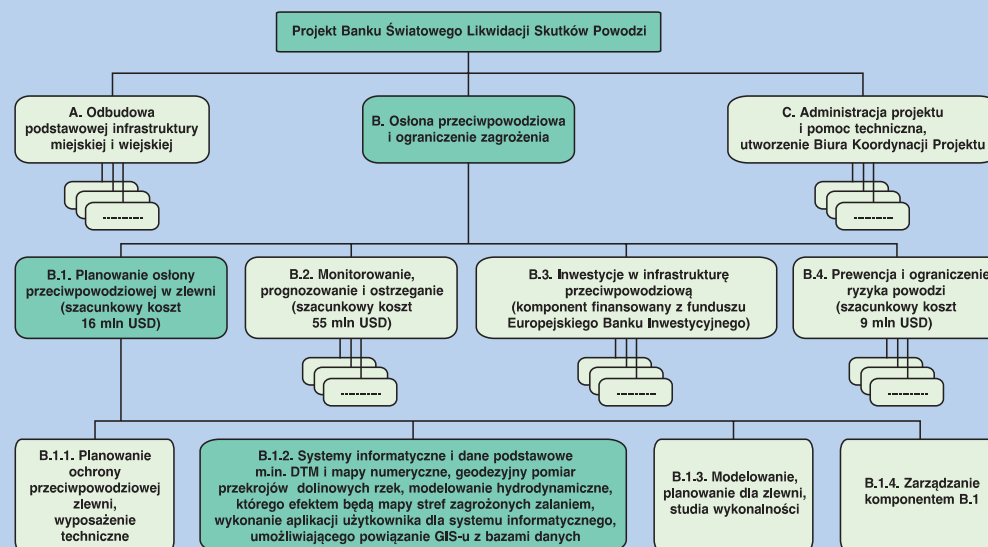 Projekt Banku Światowego Likwidacji Skutków Powodzi
A. Odbudowa
podstawowej infrastruktury
miejskiej i wiejskiej
B. Osłona przeciwpowodziowa
i ograniczenie zagrożenia
C. Administracja projektu
i pomoc techniczna,
utworzenie Biura Koordynacji Projektu
B.1. Planowanie osłony
przeciwpowodziowej w zlewni
(szacunkowy koszt
16 mln USD)
B.2. Monitorowanie,
prognozowanie i ostrzeganie
(szacunkowy koszt
55 mln USD)
B.3. Inwestycje w infrastrukturę
przeciwpowodziową
(komponent finansowany z funduszu
Europejskiego Banku Inwestycyjnego)
B.4. Prewencja i ograniczenie
ryzyka powodzi
(szacunkowy koszt
9 mln USD)
B.1.1. Planowanie
ochrony
przeciwpowodziowej
zlewni,
wyposażenie
techniczne
B.1.2. Systemy informatyczne i dane podstawowe
m.in. DTM i mapy numeryczne, geodezyjny pomiar
przekrojów dolinowych rzek, modelowanie hydrodynamiczne,
którego efektem będą mapy stref zagrożonych zalaniem,
wykonanie aplikacji użytkownika dla systemu informatycznego,
umożliwiającego powiązanie GIS-u z bazami danych
B.1.3. Modelowanie,
planowanie dla zlewni,
studia wykonalności
B.1.4. Zarządzanie
komponentem B.1